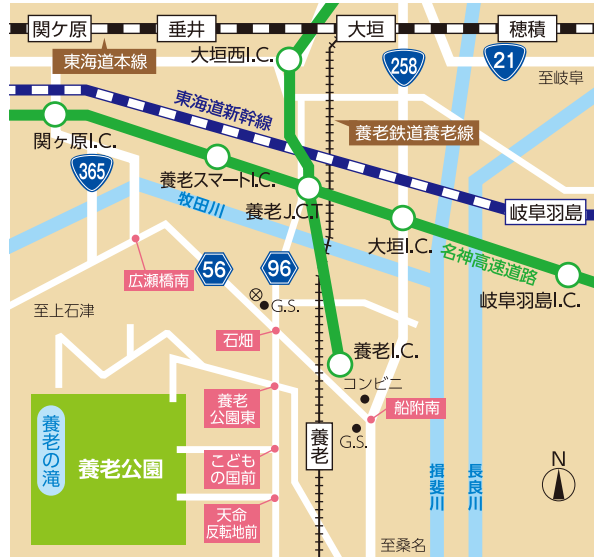 関ケ原
垂井
大垣
穂積
大垣西I.C.
東海道本線
258
21
至岐阜
東海道新幹線
養老鉄道養老線
関ヶ原I.C.
365
養老スマートI.C.
養老J.C.T
牧田川
岐阜羽島
大垣I.C.
名神高速道路
岐阜羽島I.C.
広瀬橋南
56
96
G.S.
至上石津
石畑
養老I.C.
コンビニ
養老
公園東
船附南
養老の滝
養老公園
養老
G.S.
こども
の国前
揖斐川
長良川
N
天命
反転地前
至桑名